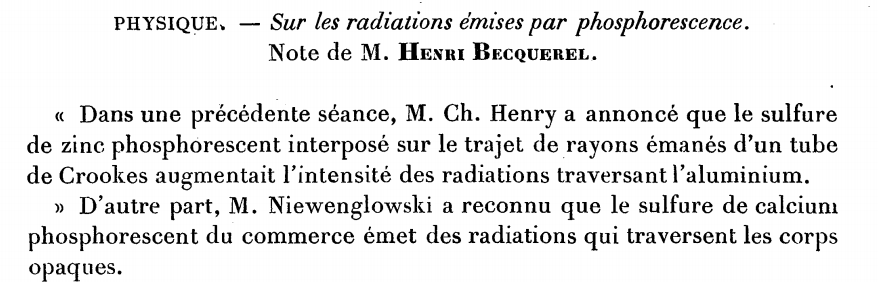 PHYSIQUE. — Sur les radiations émises par phosphorescence.
Note de M. HENRI BECQUEREL.
« Dans une précédente séance, M. Ch. Henry a annoncé que le sulfure
de zinc phosphorescent interposé sur le trajet de rayons émanés d'un tube
de Crookes augmentait l'intensité des radiations traversant l'aluminium.
» D'autre part, M. Niewenglowski a reconnu que le sulfure de calcium
phosphorescent du commerce émet des radiations qui traversent les corps
opaques.